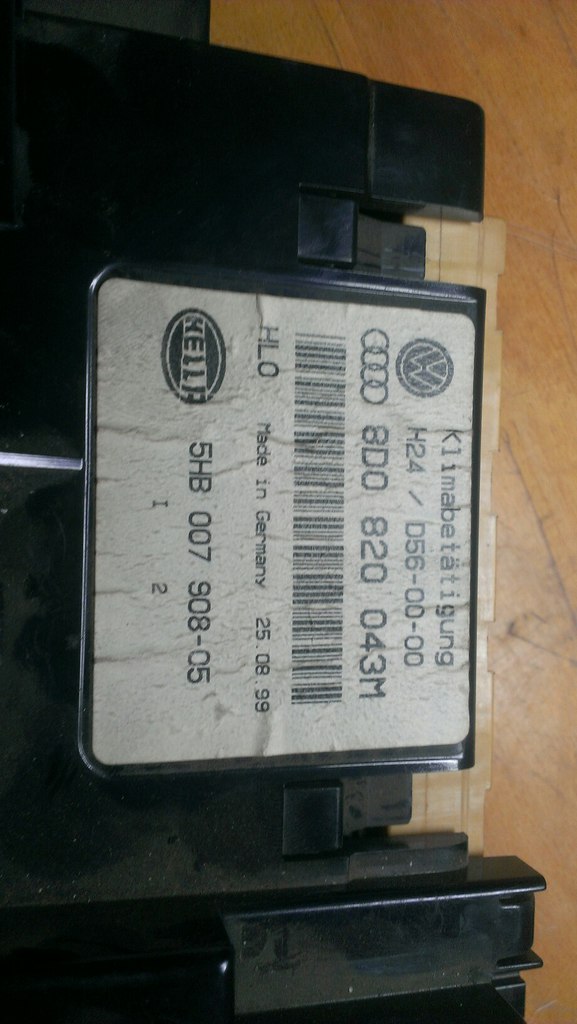 Klimabetätigung
H24 / D56-00-00
8D0 820 043M
HLO Made in Germany 25.08.99
HELLA 5HB 007 908-05
I 2